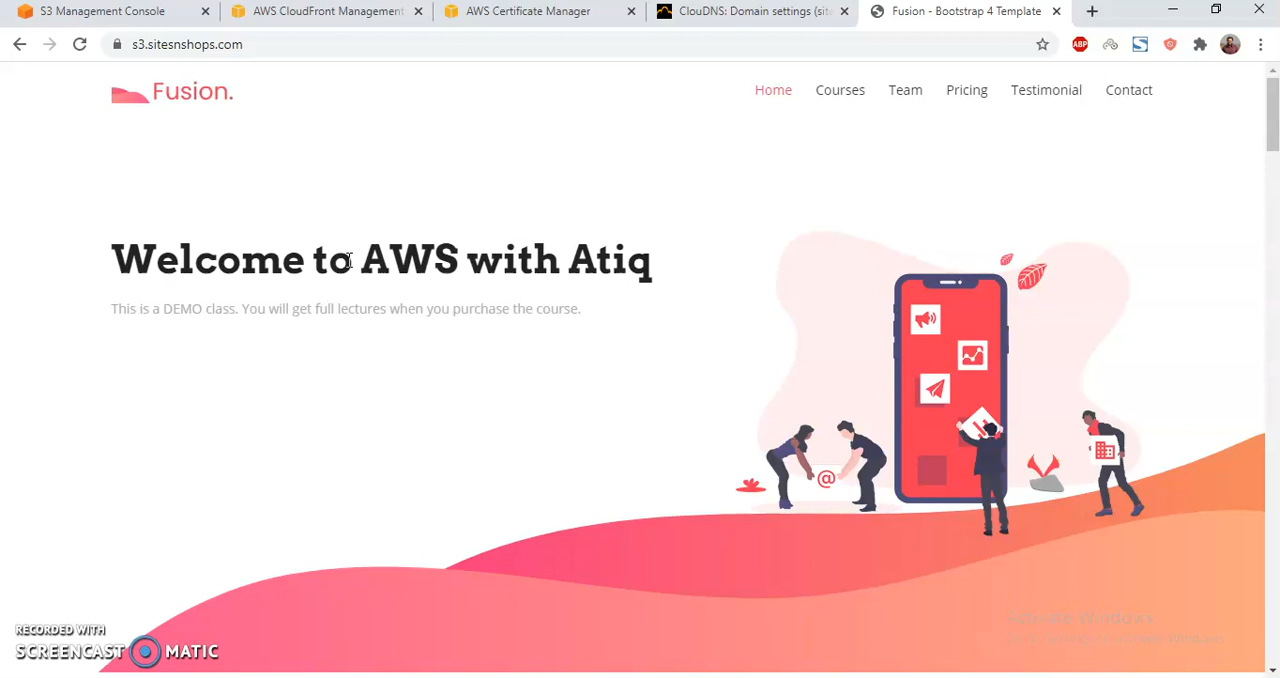 S3 Management Console
AWS CloudFront Management
AWS Certificate Manager
ClouDNS: Domain settings (sit
Fusion - Bootstrap 4 Template
s3.sitesnshops.com
ABP
Fusion.
Home Courses Team Pricing Testimonial Contact
Welcome to AWS with Atiq
This is a DEMO class. You will get full lectures when you purchase the course.
@
RECORDED WITH
SCREENCAST MATIC